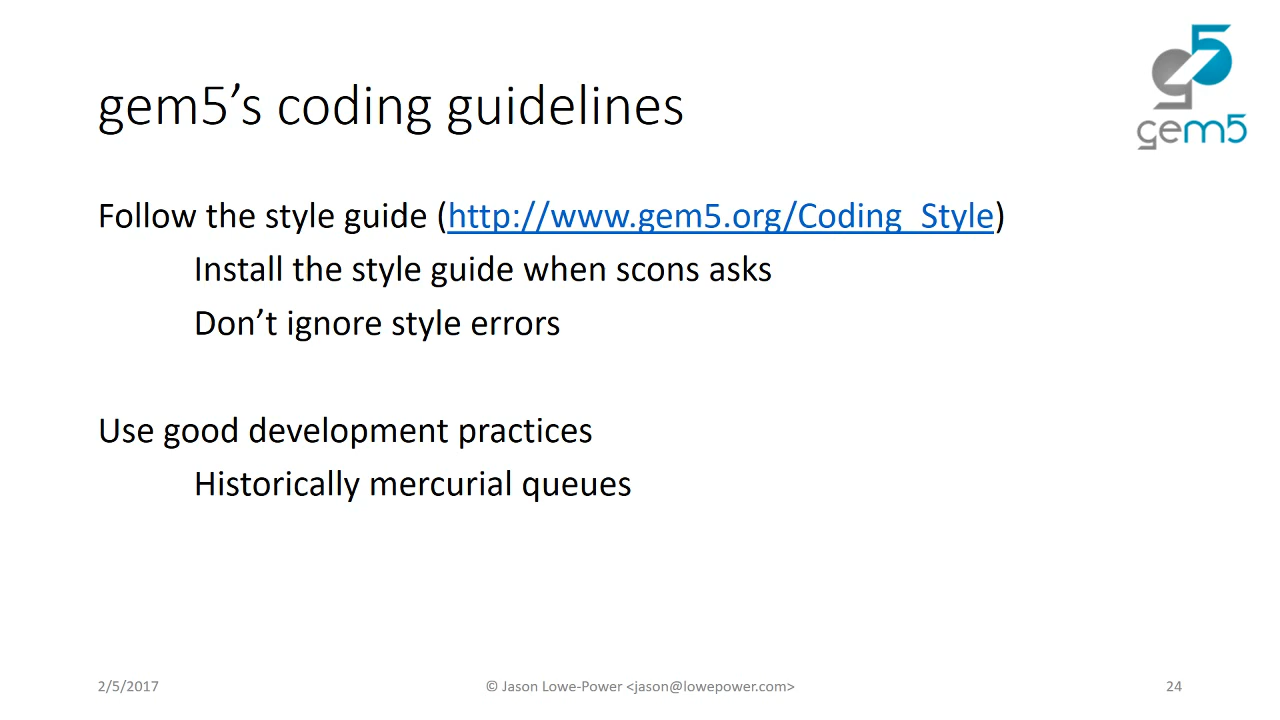 gem5
gem5’s coding guidelines
Follow the style guide (http://www.gem5.org/Coding_Style)
Install the style guide when scons asks
Don’t ignore style errors
Use good development practices
Historically mercurial queues
2/5/2017
© Jason Lowe-Power <jason@lowepower.com>
24